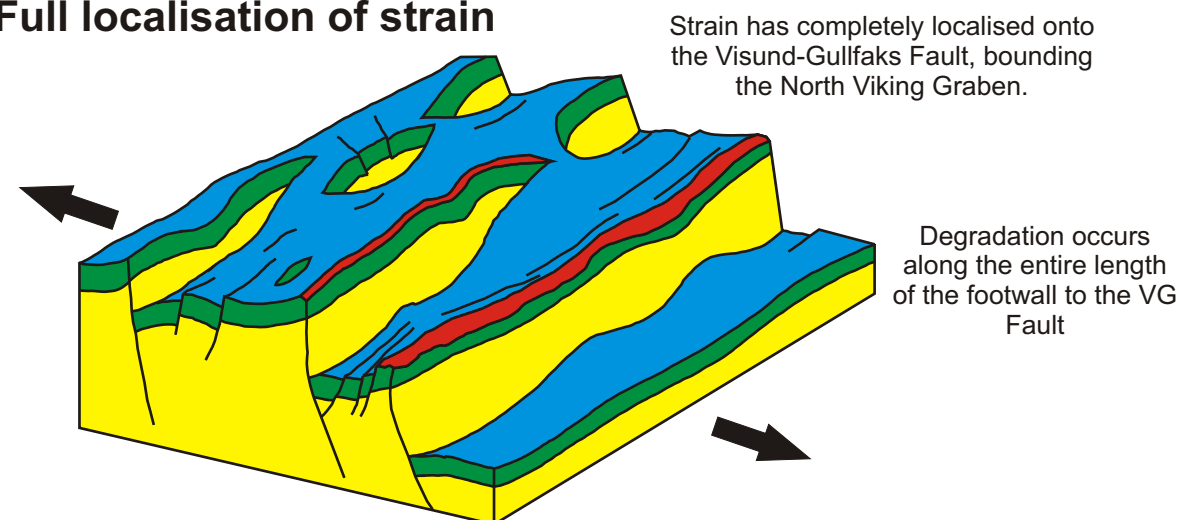 Full localisation of strain
Strain has completely localised onto
the Visund-Gullfaks Fault, bounding
the North Viking Graben.
Degradation occurs
along the entire length
of the footwall to the VG
Fault